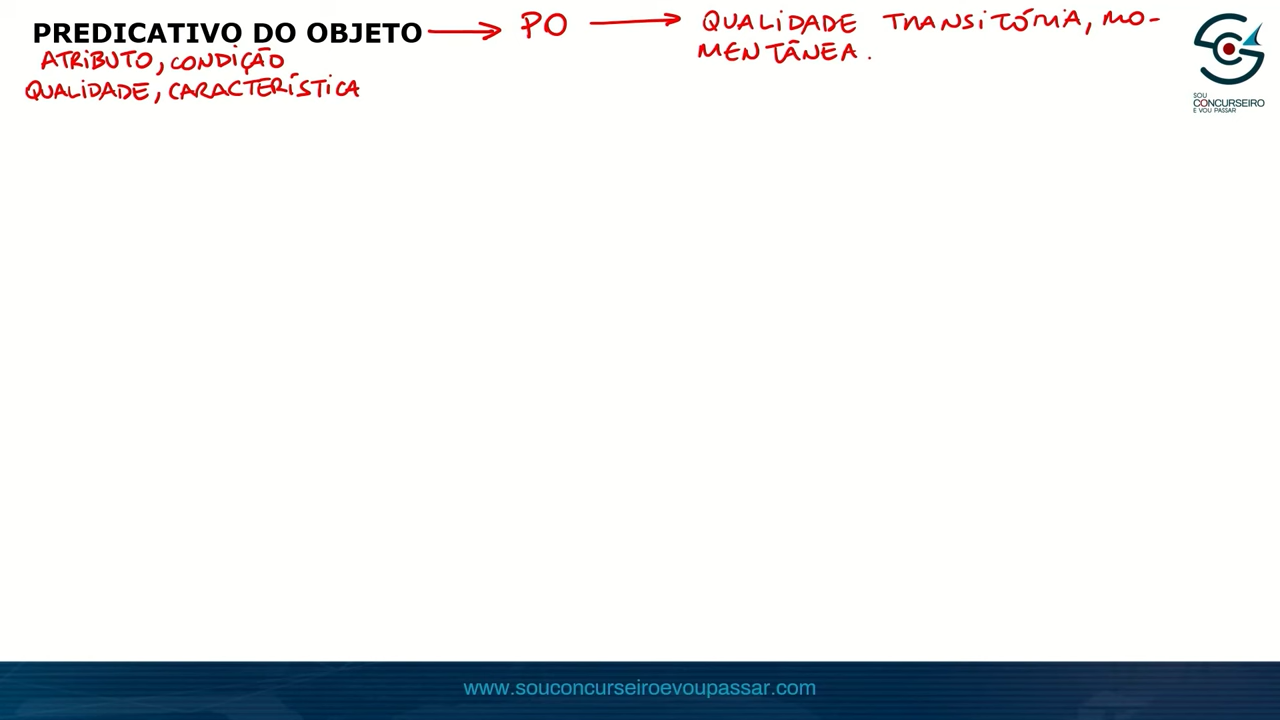 PREDICATIVO DO OBJETO → PO → QUALIDADE TRANSITÓRIA, MO-
MENTÂNEA.
ATRIBUTO, CONDIÇÃO
QUALIDADE, CARACTERÍSTICA
SOU
CONCURSEIRO
E VOU PASSAR
www.souconcurseiroevoupassar.com